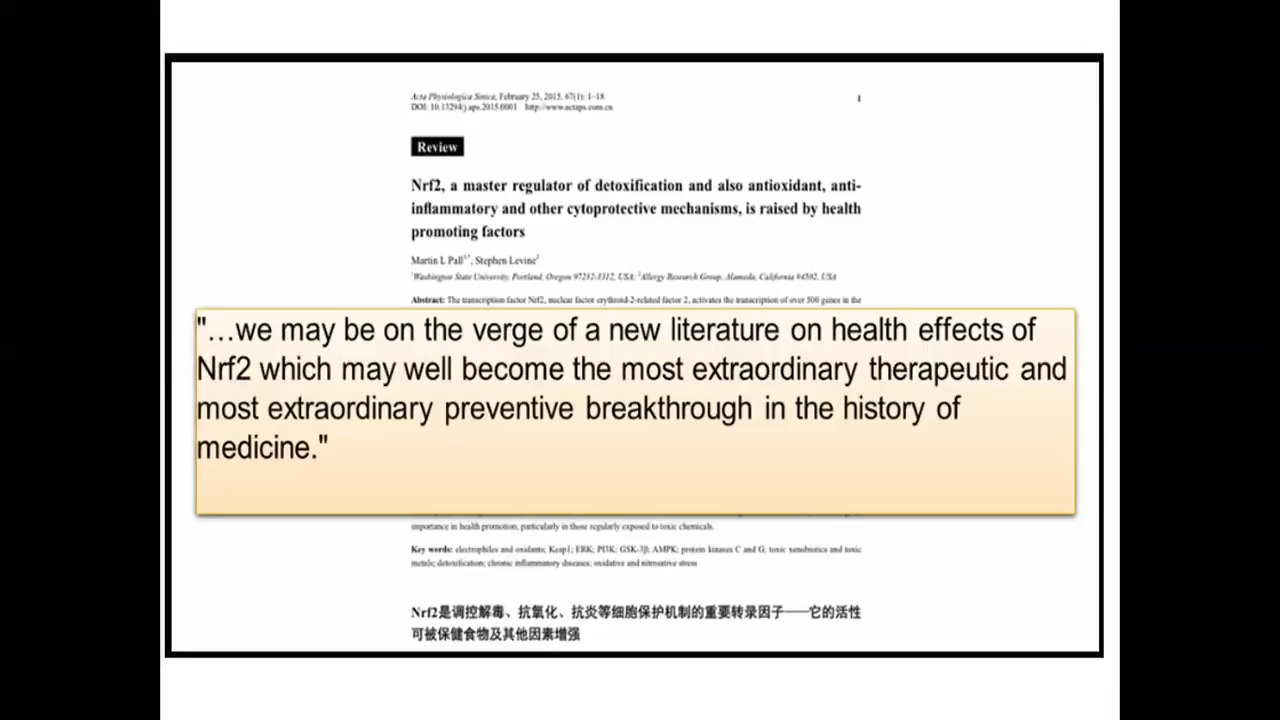 Acta Physiologica Sinica, February 25, 2015, 67(1): 1–18
DOI: 10.13294/j.aps.2015.0001 http://www.actaps.com.cn
1
Review
Nrf2, a master regulator of detoxification and also antioxidant, anti-
inflammatory and other cytoprotective mechanisms, is raised by health
promoting factors
Martin L Pall1,*, Stephen Levine2
1Washington State University, Portland, Oregon 97232-3312, USA; 2Allergy Research Group, Alameda, California 94502, USA
Abstract: The transcription factor Nrf2, nuclear factor erythroid-2-related factor 2, activates the transcription of over 500 genes in the
"…we may be on the verge of a new literature on health effects of
Nrf2 which may well become the most extraordinary therapeutic and
most extraordinary preventive breakthrough in the history of
medicine."
importance in health promotion, particularly in those regularly exposed to toxic chemicals.
Key words: electrophiles and oxidants; Keap1; ERK; PI3K; GSK-3β, AMPK; protein kinases C and G; toxic xenobiotics and toxic
metals; detoxification; chronic inflammatory diseases; oxidative and nitrosative stress
Nrf2是调控解毒、抗氧化、抗炎等细胞保护机制的重要转录因子——它的活性
可被保健食物及其他因素增强